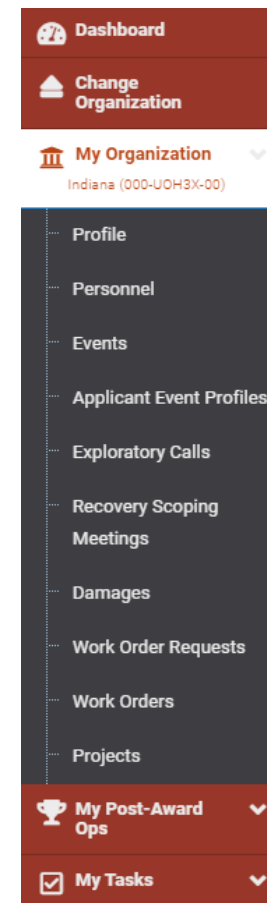 Dashboard
Change
Organization
My Organization
Indiana (000-UOH3X-00)
Profile
Personnel
Events
Applicant Event Profiles
Exploratory Calls
Recovery Scoping
Meetings
Damages
Work Order Requests
Work Orders
Projects
My Post-Award
Ops
My Tasks